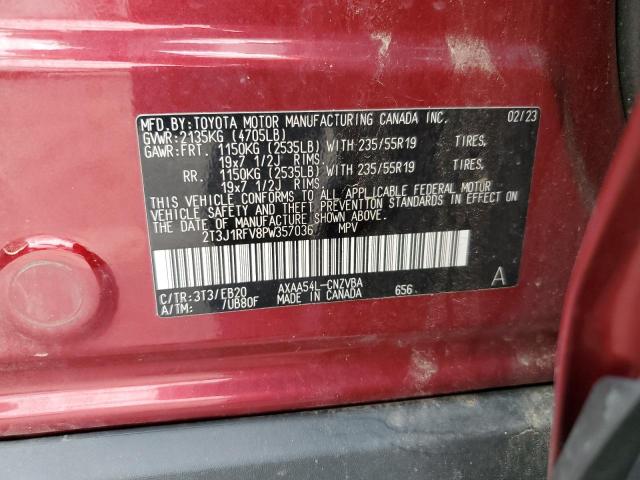 MFD.BY:TOYOTA MOTOR MANUFACTURING CANADA INC. 02/23
GVWR:2135KG (4705LB)
GAWR:FRT. 1150KG (2535LB) WITH 235/55R19 TIRES,
19x7 1/2J RIMS.
RR. 1150KG (2535LB) WITH 235/55R19 TIRES,
19x7 1/2J RIMS.
THIS VEHICLE CONFORMS TO ALL APPLICABLE FEDERAL MOTOR
VEHICLE SAFETY AND THEFT PREVENTION STANDARDS IN EFFECT ON
THE DATE OF MANUFACTURE SHOWN ABOVE.
2T3J1RFV8PW357036 MPV
C/TR:3T3/EB20 AXAA54L-CNZVBA A
A/TM: /UB80F MADE IN CANADA 656